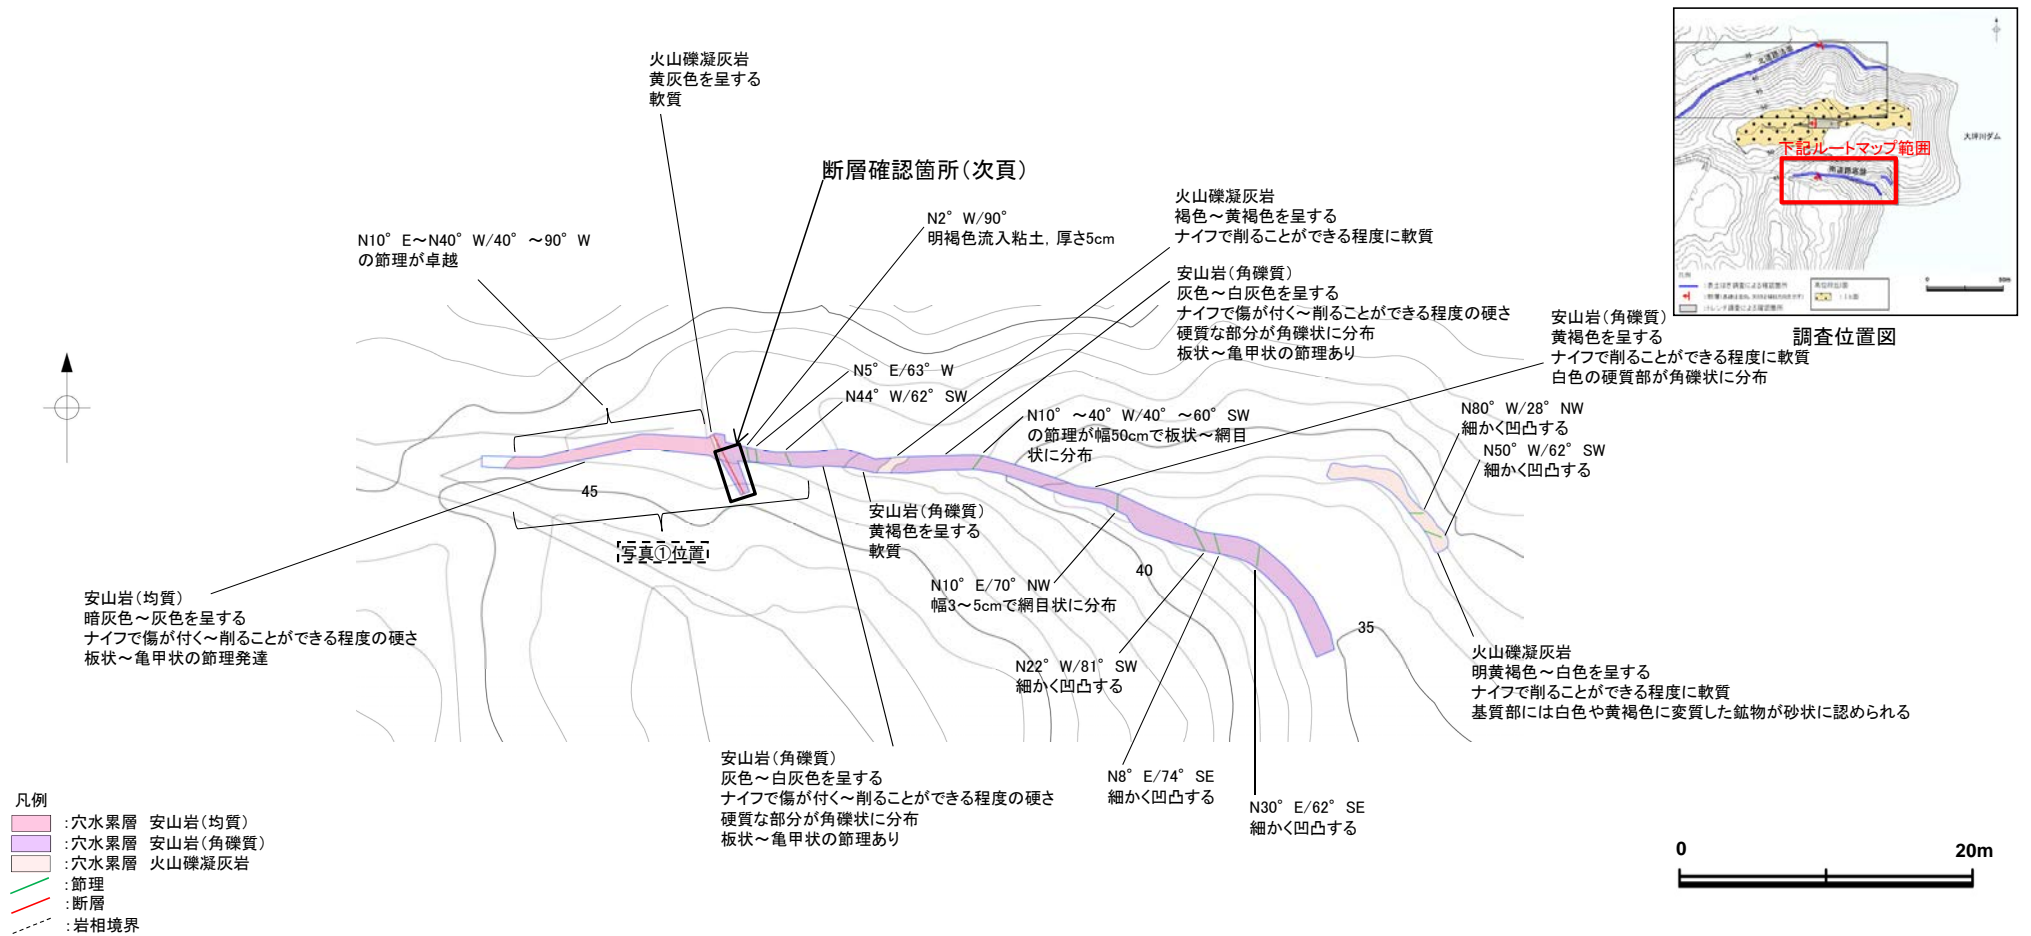 火山礫凝灰岩
黄灰色を呈する
軟質
断層確認箇所(次頁)
N10°E～N40°W/40°～90°W
の節理が卓越
N2°W/90°
明褐色流入粘土,厚さ5cm
火山礫凝灰岩
褐色～黄褐色を呈する
ナイフで削ることができる程度に軟質
安山岩(角礫質)
灰色～白灰色を呈する
ナイフで傷が付く～削ることができる程度の硬さ
硬質な部分が角礫状に分布
板状～亀甲状の節理あり
安山岩(角礫質)
黄褐色を呈する
ナイフで削ることができる程度に軟質
白色の硬質部が角礫状に分布
下記ルートマップ範囲
大坪川ダム
凡例
調査位置図
N5°E/63°W
N44°W/62°SW
N10°～40°W/40°～60°SW
の節理が幅50cmで板状～網目
状に分布
N80°W/28°NW
細かく凹凸する
N50°W/62°SW
細かく凹凸する
45
写真①位置
安山岩(角礫質)
黄褐色を呈する
軟質
N10°E/70°NW
幅3～5cmで網目状に分布
40
35
安山岩(均質)
暗灰色～灰色を呈する
ナイフで傷が付く～削ることができる程度の硬さ
板状～亀甲状の節理発達
N22°W/81°SW
細かく凹凸する
火山礫凝灰岩
明黄褐色～白色を呈する
ナイフで削ることができる程度に軟質
基質部には白色や黄褐色に変質した鉱物が砂状に認められる
安山岩(角礫質)
灰色～白灰色を呈する
ナイフで傷が付く～削ることができる程度の硬さ
硬質な部分が角礫状に分布
板状～亀甲状の節理あり
N8°E/74°SE
細かく凹凸する
N30°E/62°SE
細かく凹凸する
凡例
:穴水累層 安山岩(均質)
:穴水累層 安山岩(角礫質)
:穴水累層 火山礫凝灰岩
:節理
:断層
:岩相境界
0 20m